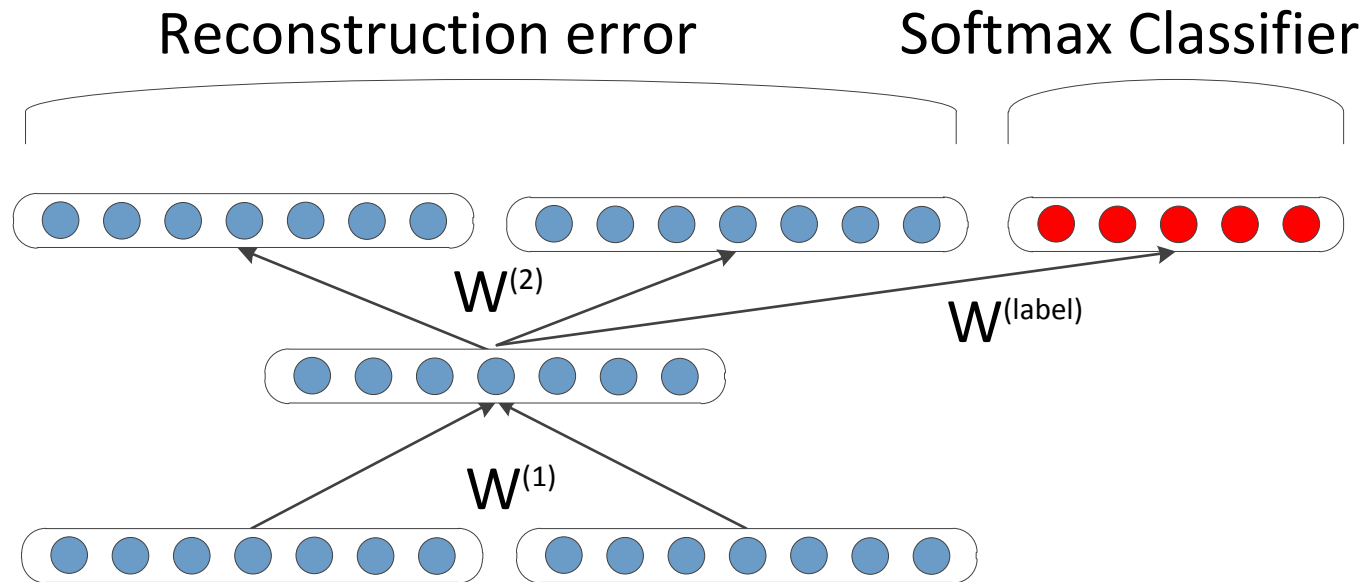 Reconstruction error
Softmax Classifier
W(2)
W(label)
W(1)